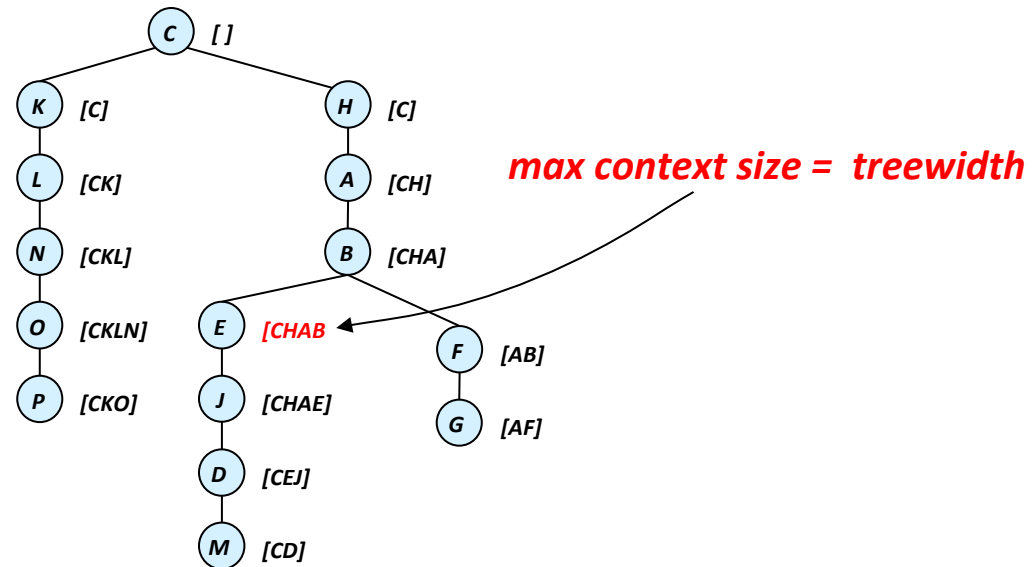 C [ ]
K [C] H [C]
L [CK] A [CH]
max context size = treewidth
N [CKL] B [CHA]
O [CKLN] E [CHAB
F [AB]
P [CKO] J [CHAE]
G [AF]
D [CEJ]
M [CD]